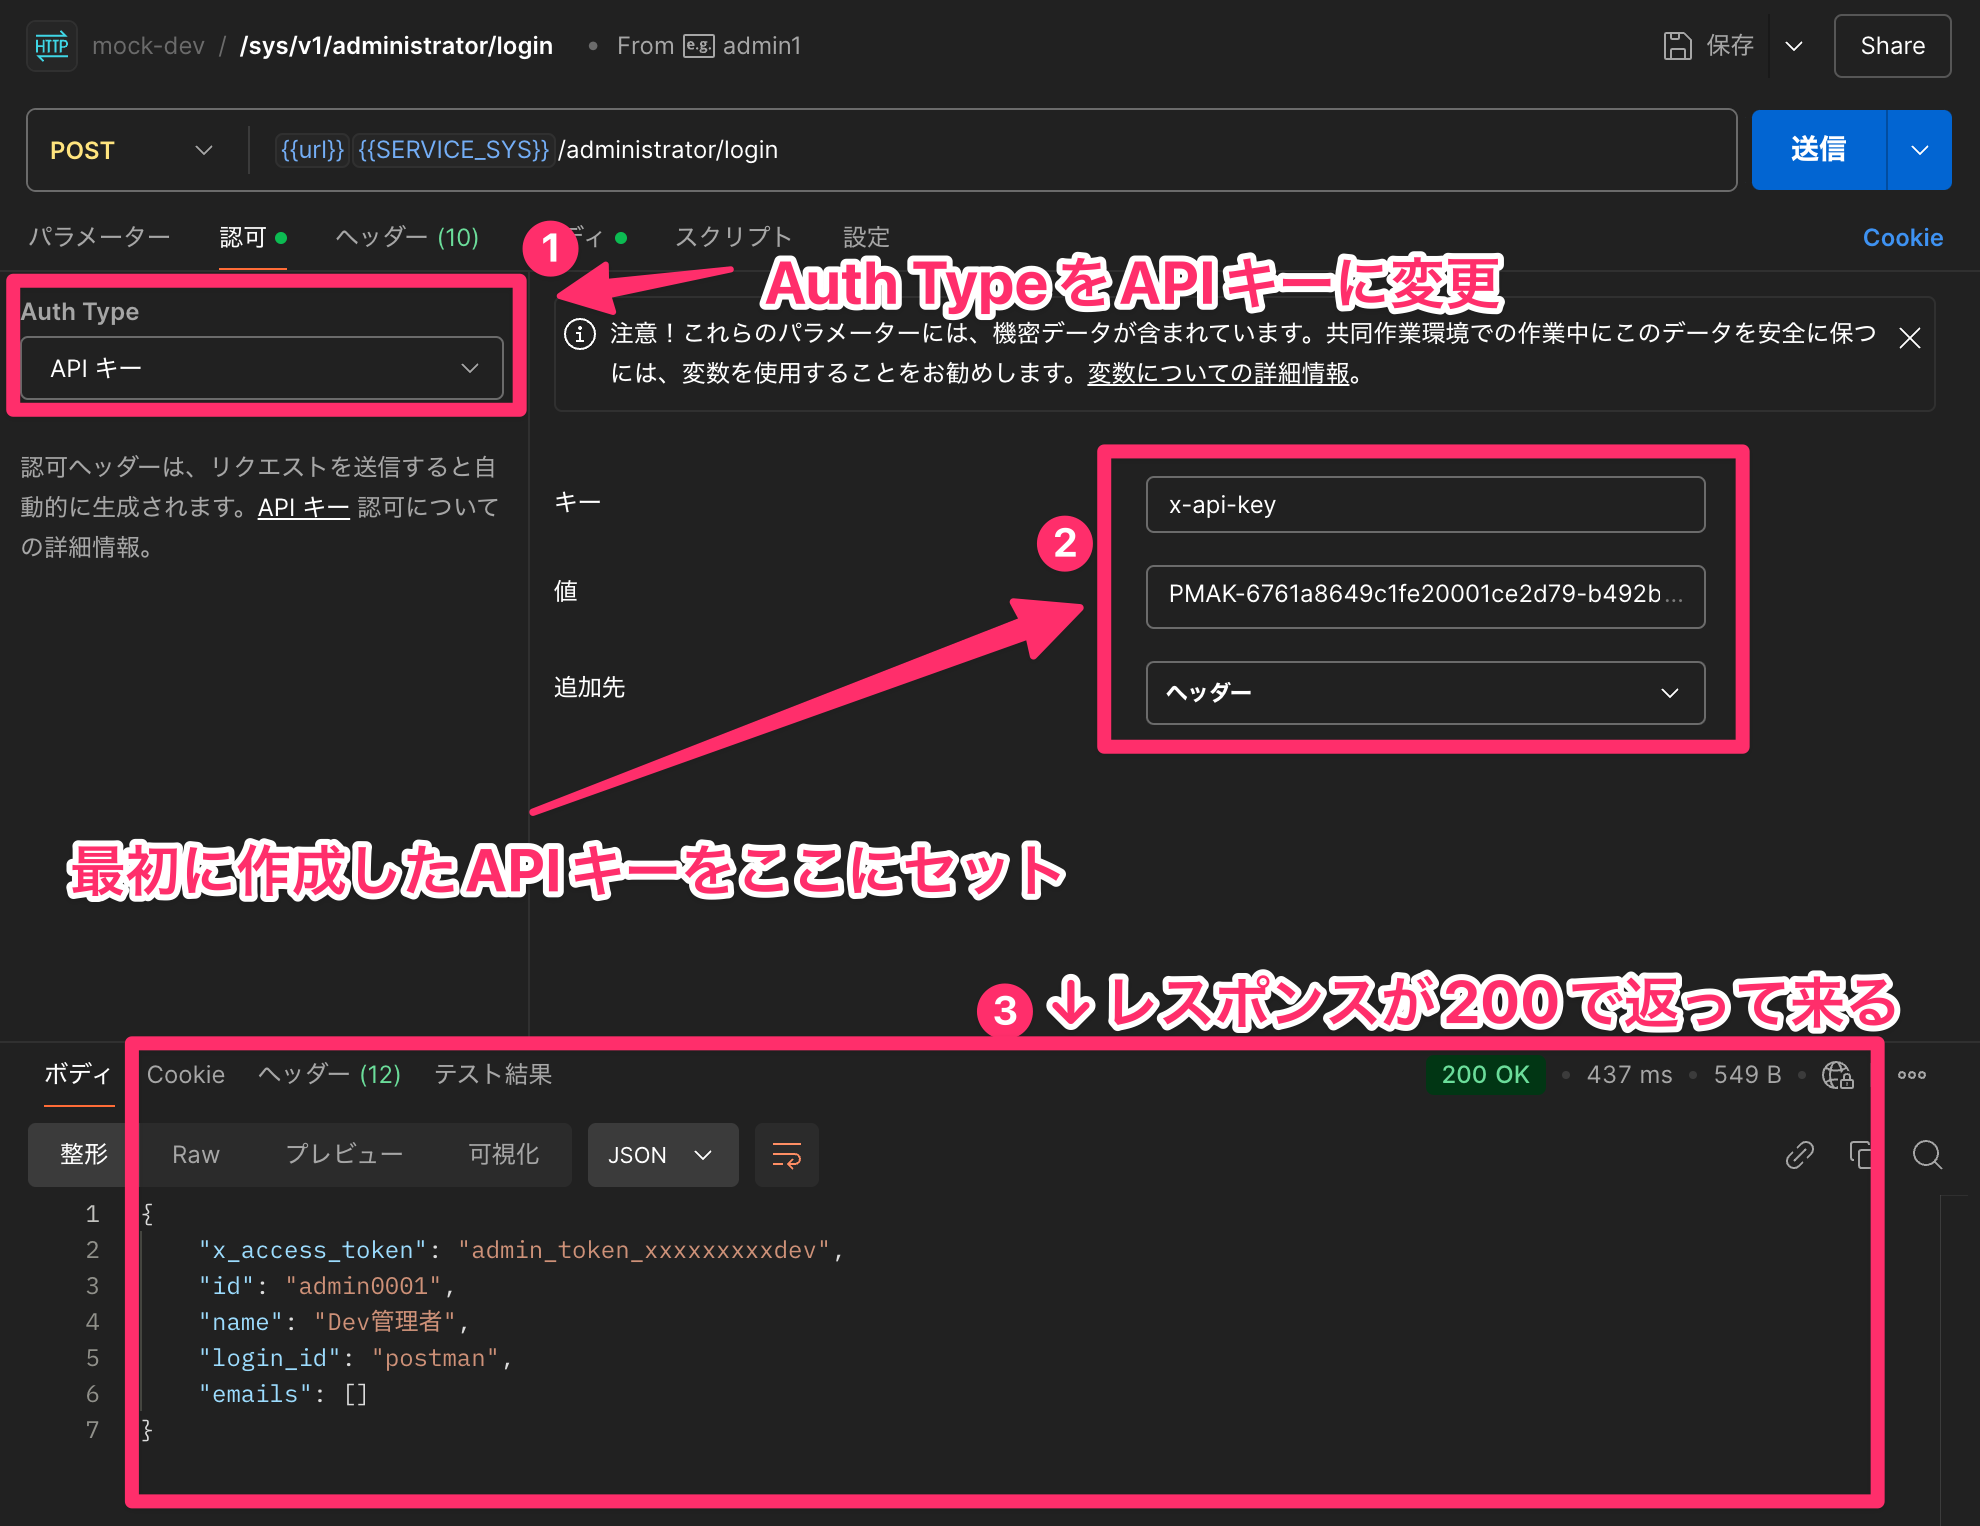 HTTP mock-dev / /sys/v1/administrator/login • From e.g. admin1 保存 Share
POST {{url}} {{SERVICE_SYS}} /administrator/login 送信
パラメーター 認可 ヘッダー (10) ディ スクリプト 設定 Cookie
1
Auth TypeをAPIキーに変更
Auth Type
API キー
注意！これらのパラメーターには、機密データが含まれています。共同作業環境での作業中にこのデータを安全に保つ
には、変数を使用することをお勧めします。変数についての詳細情報。
認可ヘッダーは、リクエストを送信すると自
動的に生成されます。API キー 認可について
の詳細情報。
キー x-api-key
2
値 PMAK-6761a8649c1fe20001ce2d79-b492b...
追加先 ヘッダー
最初に作成したAPIキーをここにセット
3 ↓レスポンスが200で返って来る
ボディ Cookie ヘッダー (12) テスト結果 200 OK • 437 ms • 549 B •
整形 Raw プレビュー 可視化 JSON
1 {
2 "x_access_token": "admin_token_xxxxxxxxxdev",
3 "id": "admin0001",
4 "name": "Dev管理者",
5 "login_id": "postman",
6 "emails": []
7 }